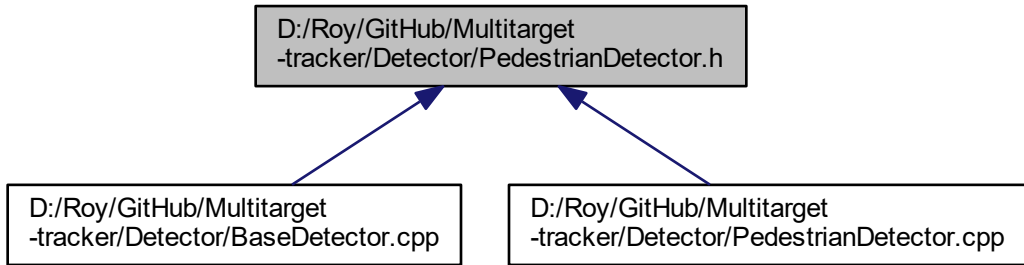 D:/Roy/GitHub/Multitarget
-tracker/Detector/PedestrianDetector.h
D:/Roy/GitHub/Multitarget
-tracker/Detector/BaseDetector.cpp
D:/Roy/GitHub/Multitarget
-tracker/Detector/PedestrianDetector.cpp